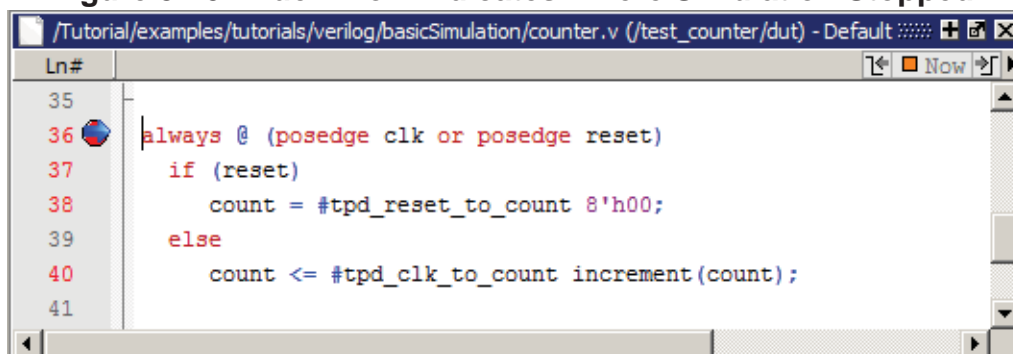 /Tutorial/examples/tutorials/verilog/basicSimulation/counter.v (/test_counter/dut) - Default
Ln#
Now
35
36 always @ (posedge clk or posedge reset)
37 if (reset)
38 count = #tpd_reset_to_count 8'h00;
39 else
40 count <= #tpd_clk_to_count increment(count);
41